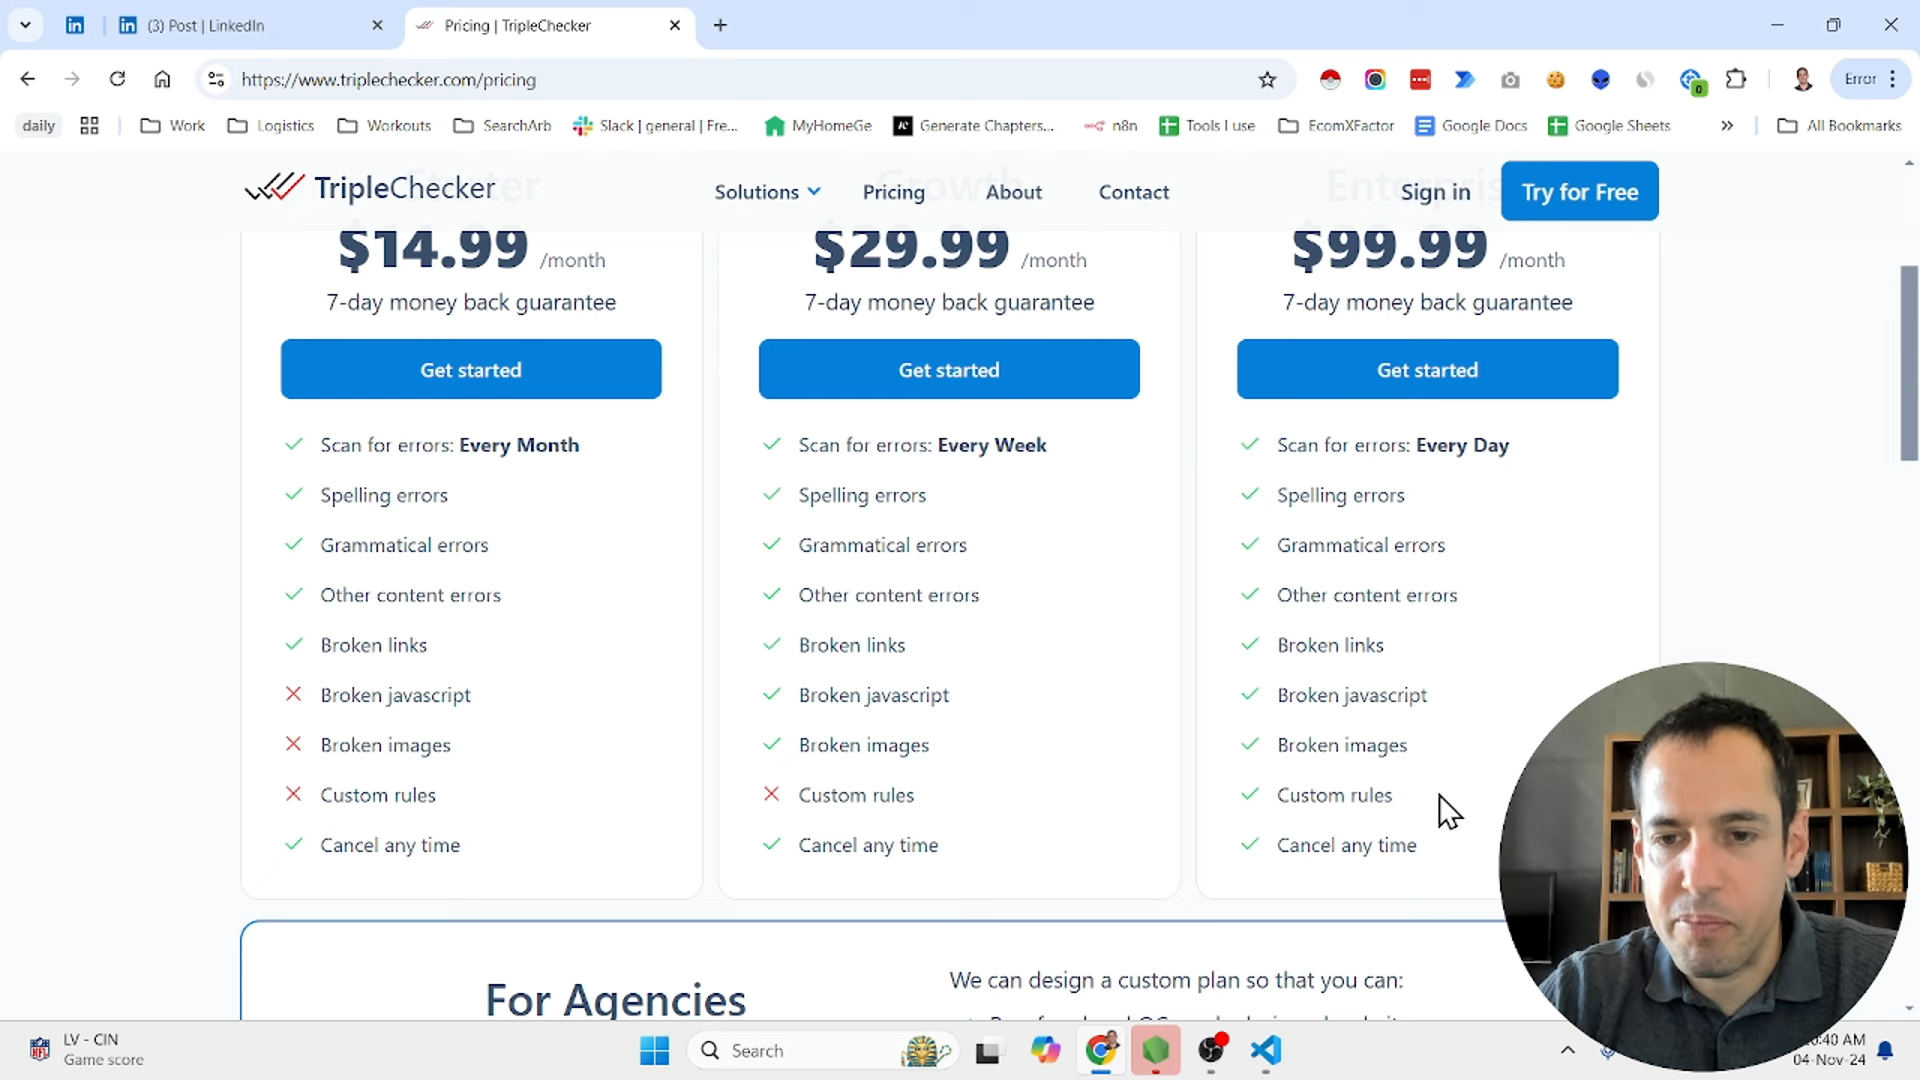 (3) Post | LinkedIn
Pricing | TripleChecker
https://www.triplechecker.com/pricing
Error
daily
Work
Logistics
Workouts
SearchArb
Slack | general | Fre...
MyHomeGe
Generate Chapters...
n8n
Tools I use
EcomXFactor
Google Docs
Google Sheets
All Bookmarks
TripleChecker
Solutions
Pricing
About
Contact
Sign in
Try for Free
$14.99 /month
7-day money back guarantee
Get started
Scan for errors: Every Month
Spelling errors
Grammatical errors
Other content errors
Broken links
Broken javascript
Broken images
Custom rules
Cancel any time
Growth
$29.99 /month
7-day money back guarantee
Get started
Scan for errors: Every Week
Spelling errors
Grammatical errors
Other content errors
Broken links
Broken javascript
Broken images
Custom rules
Cancel any time
$99.99 /month
7-day money back guarantee
Get started
Scan for errors: Every Day
Spelling errors
Grammatical errors
Other content errors
Broken links
Broken javascript
Broken images
Custom rules
Cancel any time
For Agencies
We can design a custom plan so that you can:
LV - CIN
Game score
Search
:40 AM
04-Nov-24